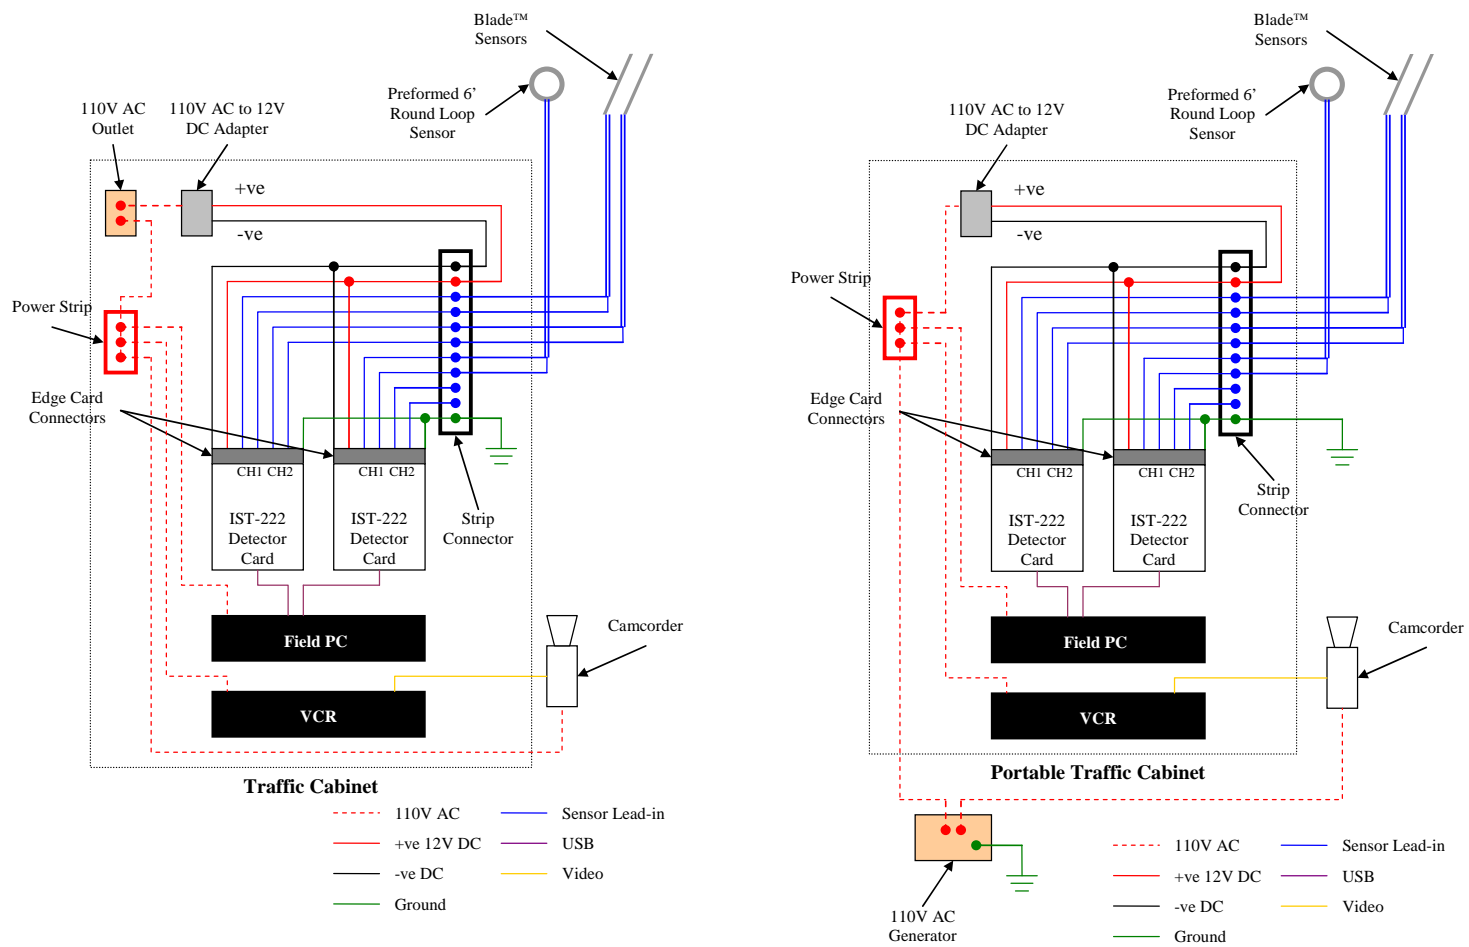 Blade™
Sensors
Preformed 6’
Round Loop
Sensor
110V AC
Outlet
110V AC to 12V
DC Adapter
+ve
-ve
Power Strip
Edge Card
Connectors
CH1 CH2
CH1 CH2
IST-222
Detector
Card
IST-222
Detector
Card
Strip
Connector
Field PC
Camcorder
VCR
Traffic Cabinet
110V AC
+ve 12V DC
-ve DC
Ground
Sensor Lead-in
USB
Video
Blade™
Sensors
Preformed 6’
Round Loop
Sensor
110V AC to 12V
DC Adapter
+ve
-ve
Power Strip
Edge Card
Connectors
CH1 CH2
CH1 CH2
IST-222
Detector
Card
IST-222
Detector
Card
Strip
Connector
Field PC
Camcorder
VCR
Portable Traffic Cabinet
110V AC
Generator
110V AC
+ve 12V DC
-ve DC
Ground
Sensor Lead-in
USB
Video